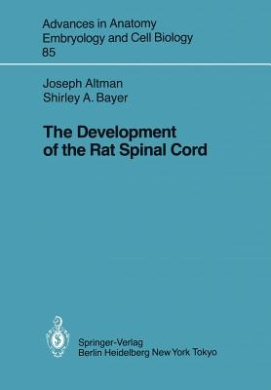 Advances in Anatomy
Embryology and Cell Biology
85
Joseph Altman
Shirley A. Bayer
The Development
of the Rat Spinal Cord
Springer-Verlag
Berlin Heidelberg New York Tokyo